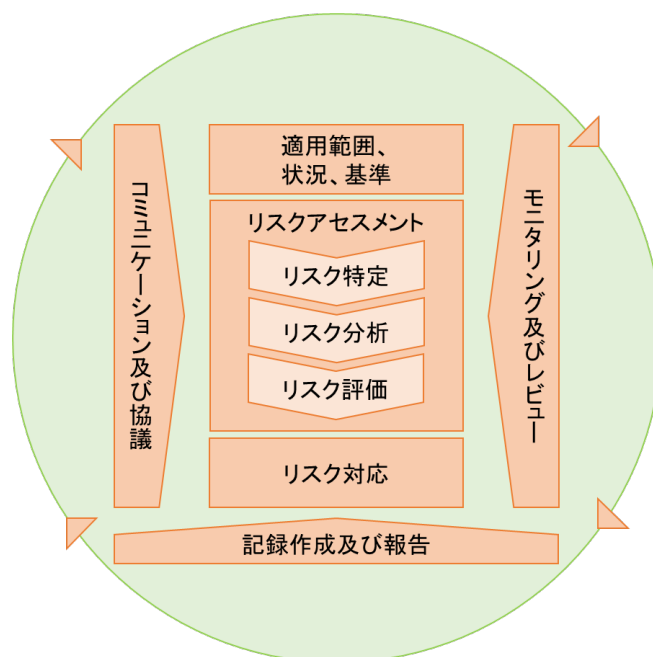 適用範囲、
状況、基準
リスクアセスメント
リスク特定
リスク分析
リスク評価
リスク対応
コミュニケーション及び協議
モニタリング及びレビュー
記録作成及び報告